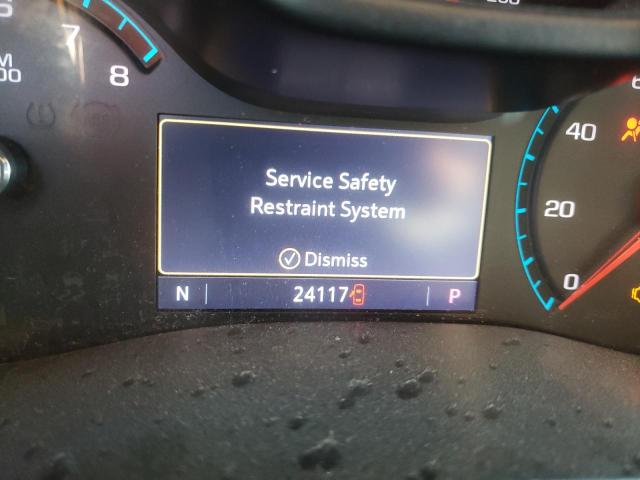 7
8
Service Safety
Restraint System
Dismiss
N 24117 P
40
20
0